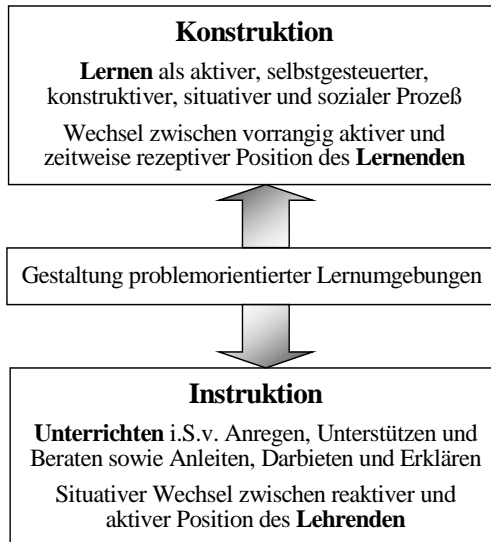 Konstruktion
Lernen als aktiver, selbstgesteuerter,
konstruktiver, situativer und sozialer Prozeß
Wechsel zwischen vorrangig aktiver und
zeitweise rezeptiver Position des Lernenden
Gestaltung problemorientierter Lernumgebungen
Instruktion
Unterrichten i.S.v. Anregen, Unterstützen und
Beraten sowie Anleiten, Darbieten und Erklären
Situativer Wechsel zwischen reaktiver und
aktiver Position des Lehrenden